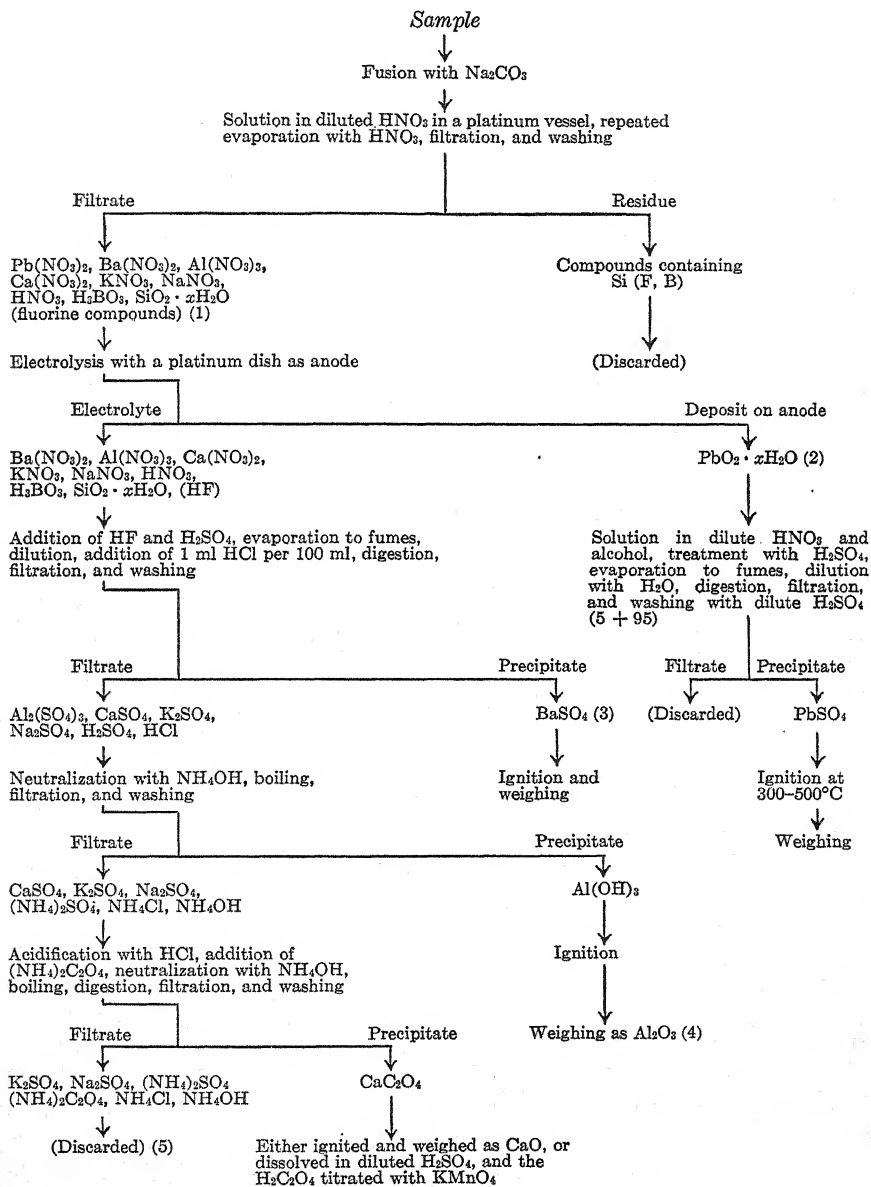 Sample
Fusion with Na₂CO₃
Solution in diluted HNO₃ in a platinum vessel, repeated
evaporation with HNO₃, filtration, and washing
Filtrate
Residue
Pb(NO₃)₂, Ba(NO₃)₂, Al(NO₃)₃,
Ca(NO₃)₂, KNO₃, NaNO₃,
HNO₃, H₃BO₃, SiO₂ · xH₂O
(fluorine compounds) (1)
Compounds containing
Si (F, B)
(Discarded)
Electrolysis with a platinum dish as anode
Electrolyte
Deposit on anode
Ba(NO₃)₂, Al(NO₃)₃, Ca(NO₃)₂,
KNO₃, NaNO₃, HNO₃,
H₃BO₃, SiO₂ · xH₂O, (HF)
PbO₂ · xH₂O (2)
Addition of HF and H₂SO₄, evaporation to fumes,
dilution, addition of 1 ml HCl per 100 ml, digestion,
filtration, and washing
Solution in dilute HNO₃ and
alcohol, treatment with H₂SO₄,
evaporation to fumes, dilution
with H₂O, digestion, filtration,
and washing with dilute H₂SO₄
(5 + 95)
Filtrate
Precipitate
Filtrate
Precipitate
Al₂(SO₄)₃, CaSO₄, K₂SO₄,
Na₂SO₄, H₂SO₄, HCl
BaSO₄ (3)
(Discarded)
PbSO₄
Neutralization with NH₄OH, boiling,
filtration, and washing
Ignition and
weighing
Ignition at
300–500°C
Weighing
Filtrate
Precipitate
CaSO₄, K₂SO₄, Na₂SO₄,
(NH₄)₂SO₄, NH₄Cl, NH₄OH
Al(OH)₃
Acidification with HCl, addition of
(NH₄)₂C₂O₄, neutralization with NH₄OH,
boiling, digestion, filtration, and washing
Ignition
Weighing as Al₂O₃ (4)
Filtrate
Precipitate
K₂SO₄, Na₂SO₄, (NH₄)₂SO₄
(NH₄)₂C₂O₄, NH₄Cl, NH₄OH
CaC₂O₄
(Discarded) (5)
Either ignited and weighed as CaO, or
dissolved in diluted H₂SO₄, and the
H₂C₂O₄ titrated with KMnO₄